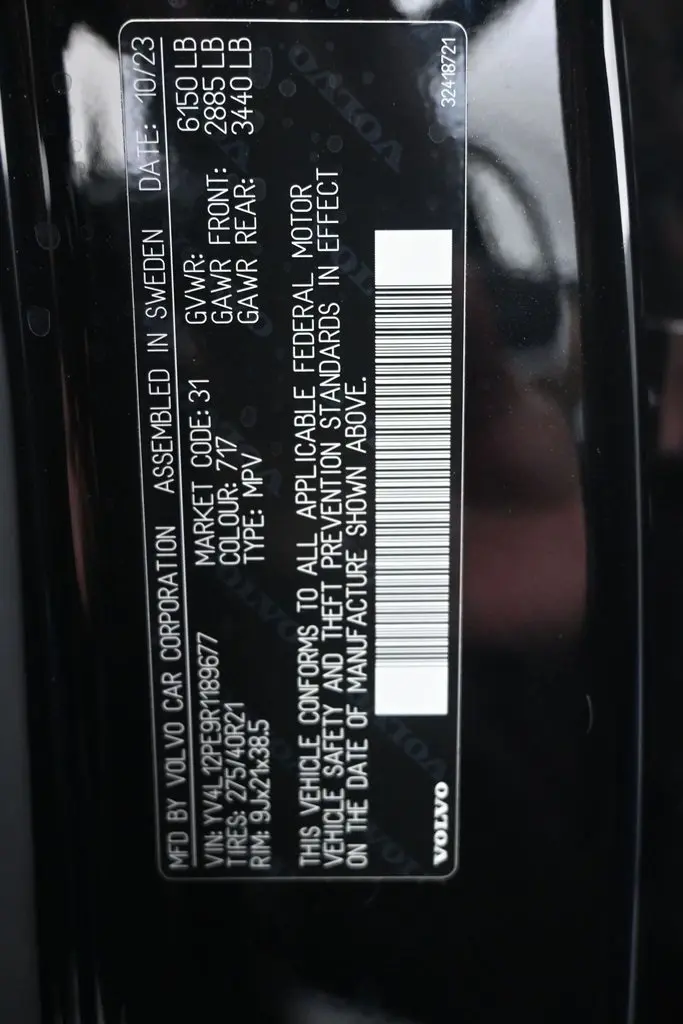 MFD BY VOLVO CAR CORPORATION ASSEMBLED IN SWEDEN DATE: 10/23
VIN: YV4L12PE9R1189677 MARKET CODE: 31 GVWR: 6150 LB
TIRES: 275/40R21 COLOUR: 717 GAWR FRONT: 2885 LB
RIM: 9Jx21x38.5 TYPE: MPV GAWR REAR: 3440 LB
THIS VEHICLE CONFORMS TO ALL APPLICABLE FEDERAL MOTOR
VEHICLE SAFETY AND THEFT PREVENTION STANDARDS IN EFFECT
ON THE DATE OF MANUFACTURE SHOWN ABOVE.
VOLVO 32418721